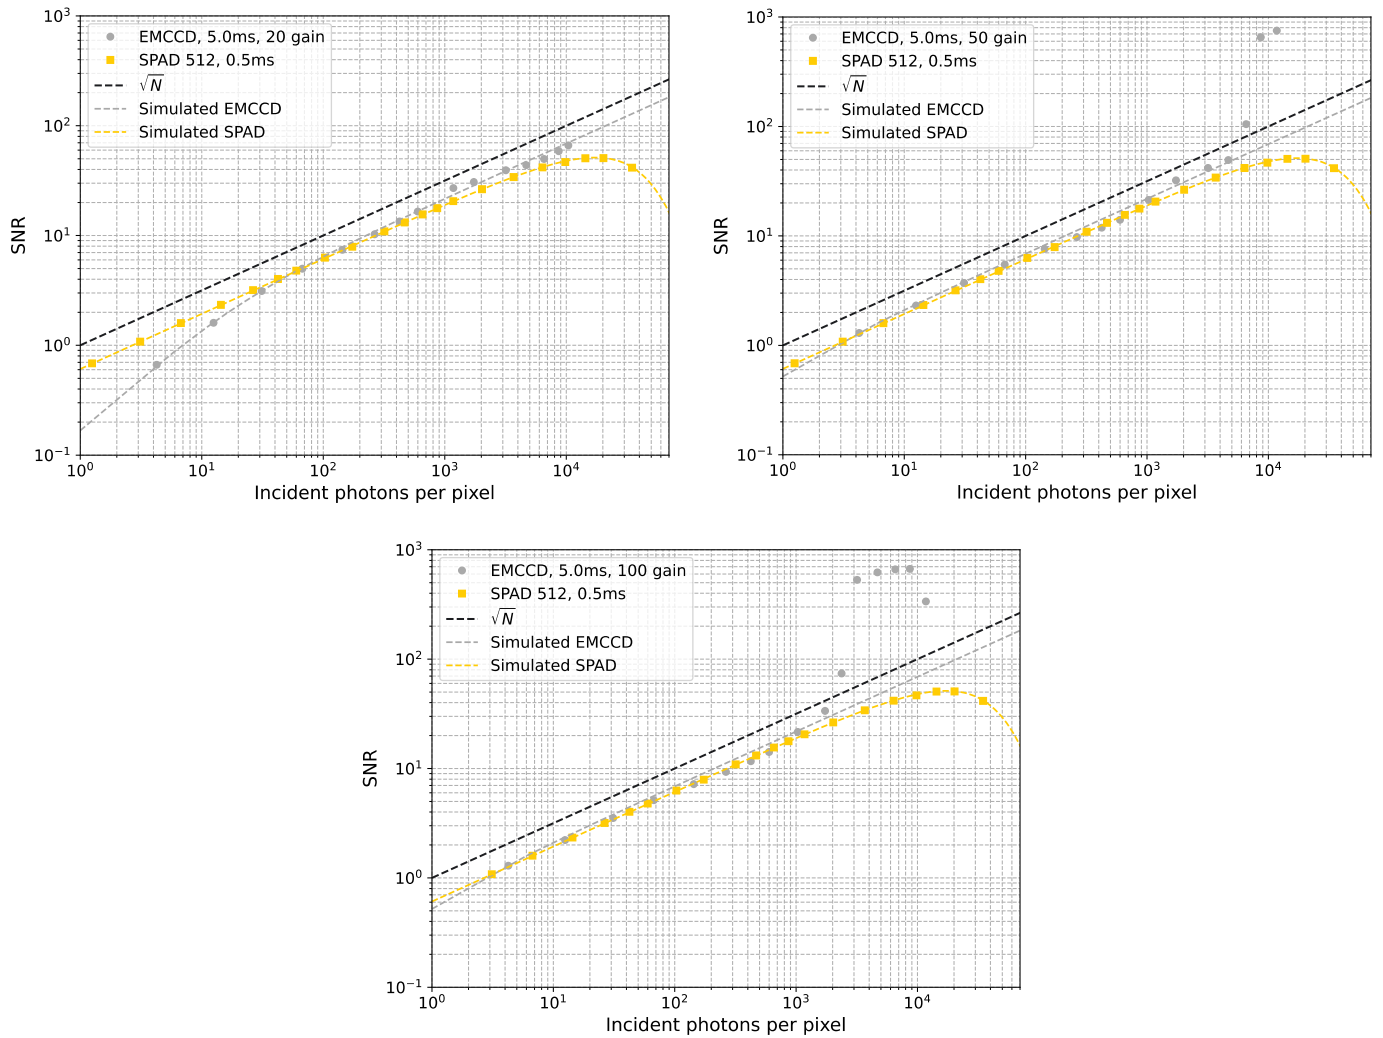 10³
10²
10¹
10⁰
10⁻¹
SNR
EMCCD, 5.0ms, 20 gain
SPAD 512, 0.5ms
√N
Simulated EMCCD
Simulated SPAD
10⁰ 10¹ 10² 10³ 10⁴
Incident photons per pixel
10³
10²
10¹
10⁰
10⁻¹
SNR
EMCCD, 5.0ms, 50 gain
SPAD 512, 0.5ms
√N
Simulated EMCCD
Simulated SPAD
10⁰ 10¹ 10² 10³ 10⁴
Incident photons per pixel
10³
10²
10¹
10⁰
10⁻¹
SNR
EMCCD, 5.0ms, 100 gain
SPAD 512, 0.5ms
√N
Simulated EMCCD
Simulated SPAD
10⁰ 10¹ 10² 10³ 10⁴
Incident photons per pixel